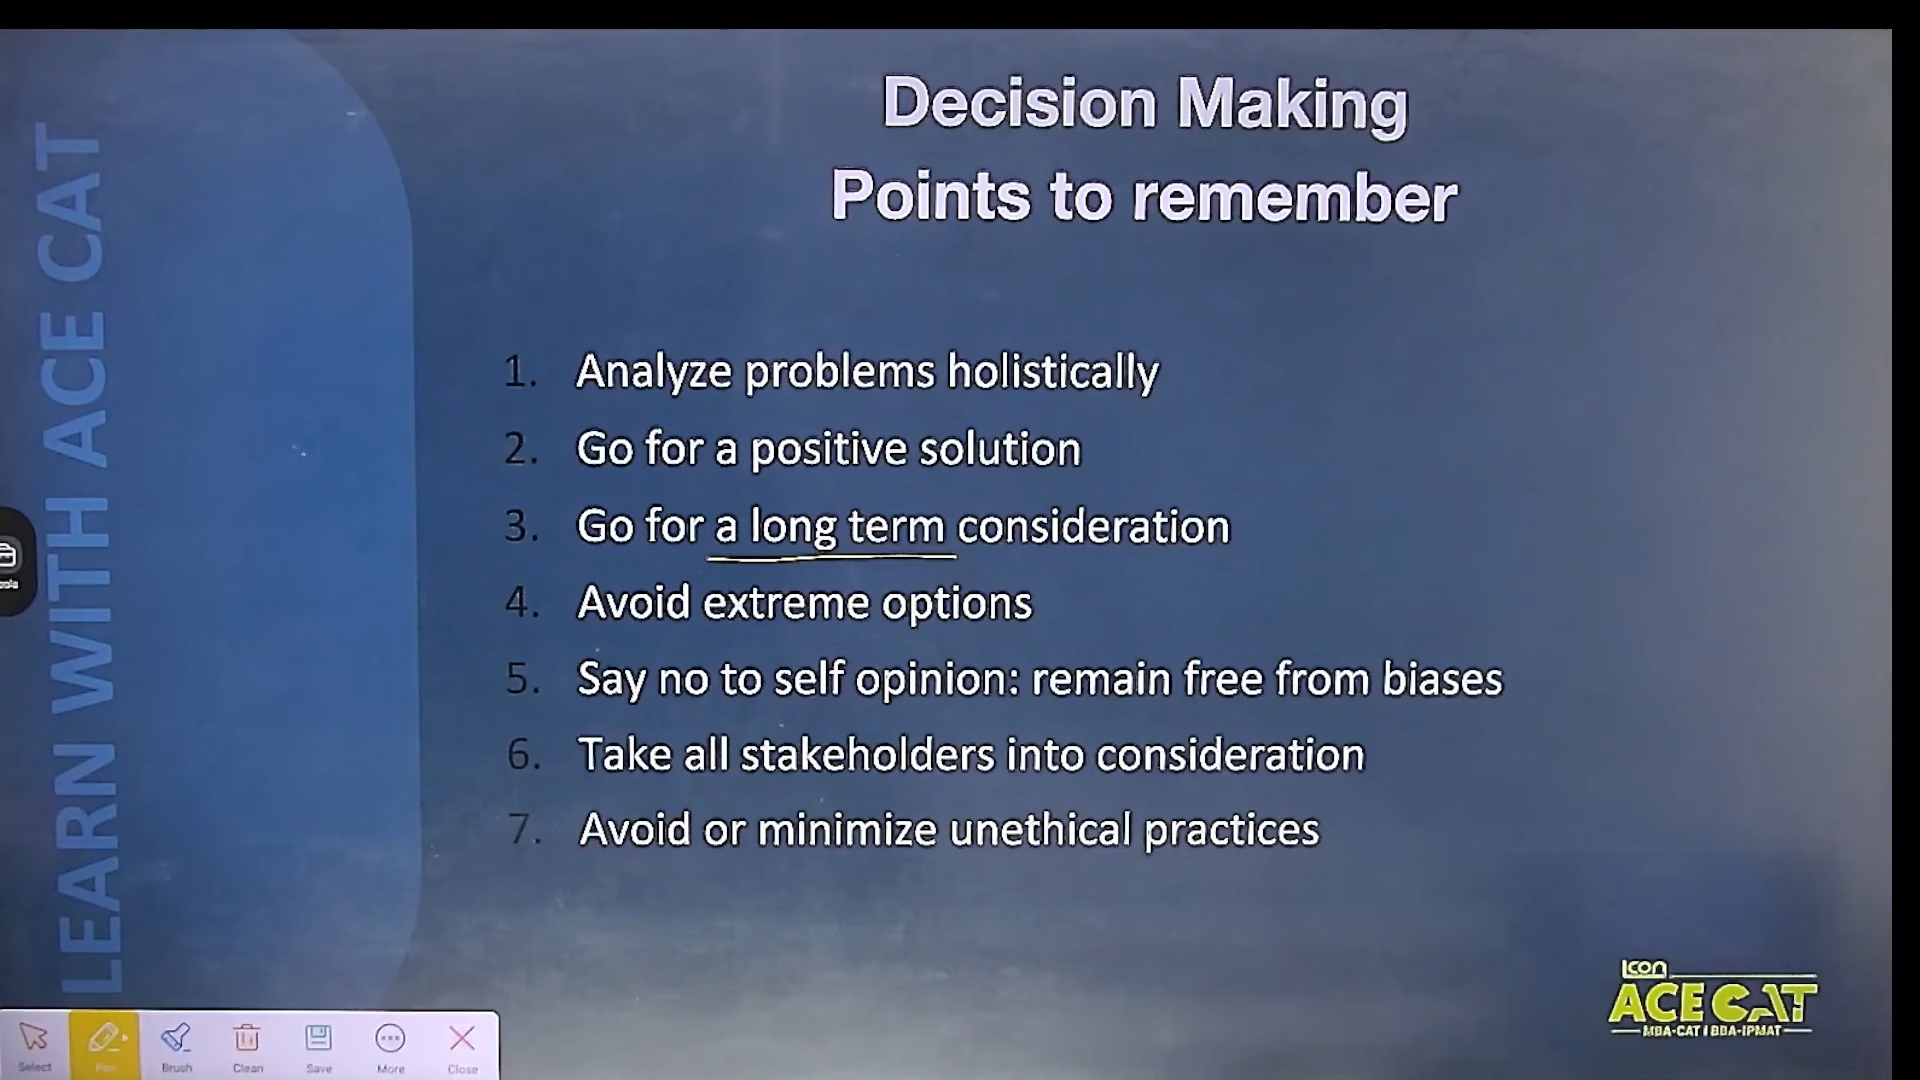 Decision Making
Points to remember
LEARN WITH ACE CAT
1. Analyze problems holistically
2. Go for a positive solution
3. Go for a long term consideration
4. Avoid extreme options
5. Say no to self opinion: remain free from biases
6. Take all stakeholders into consideration
7. Avoid or minimize unethical practices
Icon
ACE CAT
MBA-CAT I BBA-IPMAT
Select Pen Brush Clean Save More Close